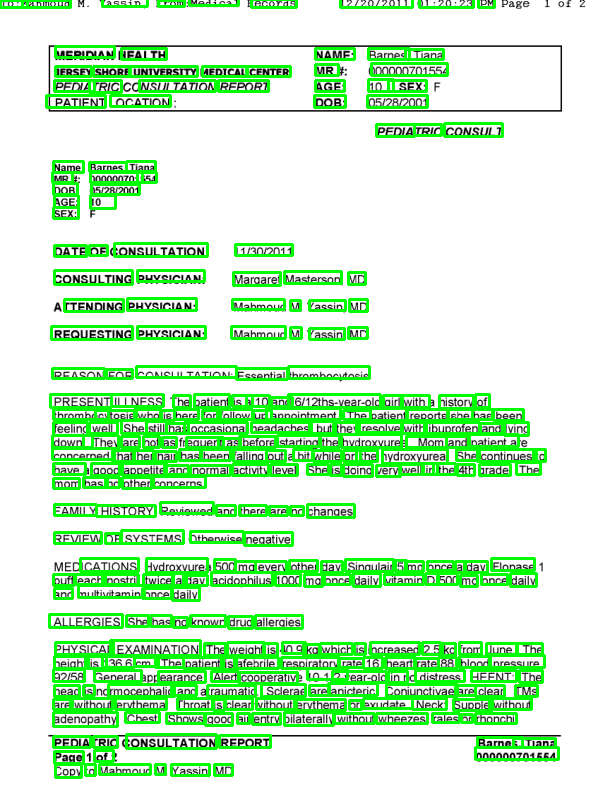 To:Mahmoud M. Yassin From:Medical Records 12/20/2011 01:20:23 PM Page 1 of 2
MERIDIAN HEALTH NAME: Barnes, Tiana
JERSEY SHORE UNIVERSITY MEDICAL CENTER MR #: 000000701554
PEDIATRIC CONSULTATION REPORT AGE: 10 SEX: F
PATIENT LOCATION: DOB: 05/28/2001
PEDIATRIC CONSULT
Name: Barnes, Tiana
MR #: 000000701554
DOB: 05/28/2001
AGE: 10
SEX: F
DATE OF CONSULTATION: 11/30/2011
CONSULTING PHYSICIAN: Margaret Masterson, MD
ATTENDING PHYSICIAN: Mahmoud M. Yassin, MD
REQUESTING PHYSICIAN: Mahmoud M. Yassin, MD
REASON FOR CONSULTATION: Essential thrombocytosis.
PRESENT ILLNESS: The patient is a 10 and 6/12ths-year-old girl with a history of
thrombocytosis who is here for follow up appointment. The patient reports she has been
feeling well. She still has occasional headaches, but they resolve with ibuprofen and lying
down. They are not as frequent as before starting the hydroxyurea. Mom and patient are
concerned that her hair has been falling out a bit while on the hydroxyurea. She continues to
have a good appetite and normal activity level. She is doing very well in the 4th grade. The
mom has no other concerns.
FAMILY HISTORY: Reviewed and there are no changes.
REVIEW OF SYSTEMS: Otherwise negative.
MEDICATIONS: Hydroxyurea 500 mg every other day, Singulair 5 mg once a day, Flonase 1
puff each nostril twice a day, acidophilus 1000 mg once daily, vitamin D 500 mg once daily
and multivitamin once daily.
ALLERGIES: She has no known drug allergies.
PHYSICAL EXAMINATION: The weight is 40.9 kg which is increased 2.5 kg from June. The
height is 136.6 cm. The patient is afebrile, respiratory rate 16, heart rate 88, blood pressure
92/58. General appearance: Alert cooperative 10-1/2-year-old in no distress. HEENT: The
head is normocephalic and atraumatic. Sclerae are anicteric. Conjunctivae are clear. TMs
are without erythema. Throat is clear without erythema or exudate. Neck: Supple without
adenopathy. Chest: Shows good air entry bilaterally without wheezes, rales or rhonchi.
PEDIATRIC CONSULTATION REPORT Barnes, Tiana
Page 1 of 2 000000701554
Copy to Mahmoud M. Yassin, MD